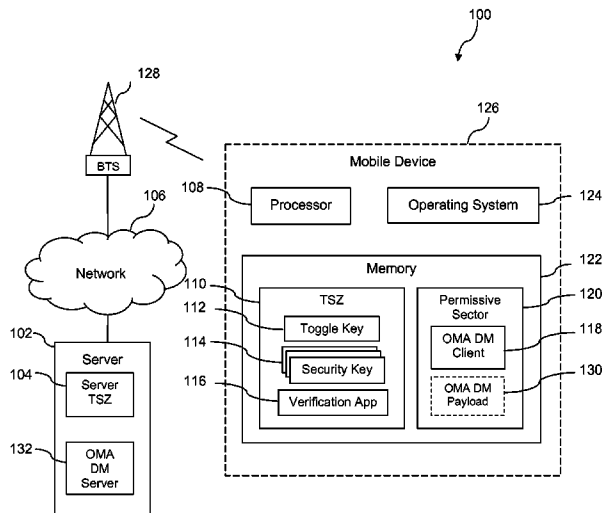 100
128
126
BTS
Mobile Device
108
Processor
Operating System
124
106
Network
Memory
122
110
TSZ
Permissive
Sector
120
112
Toggle Key
OMA DM
Client
118
102
Server
114
Security Key
104
Server
TSZ
OMA DM
Payload
130
116
Verification App
132
OMA
DM
Server